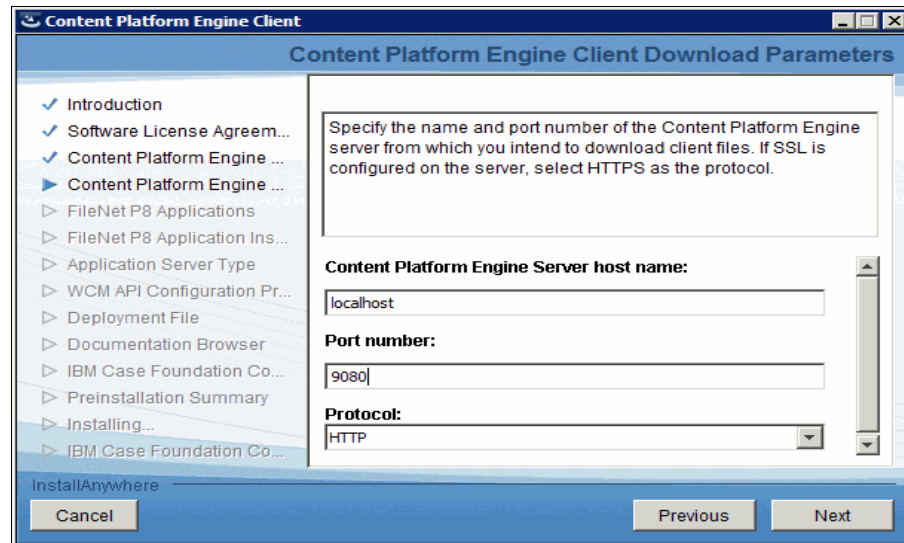 Content Platform Engine Client
Content Platform Engine Client Download Parameters
Introduction
Software License Agreem...
Content Platform Engine ...
Content Platform Engine ...
FileNet P8 Applications
FileNet P8 Application Ins...
Application Server Type
WCM API Configuration Pr...
Deployment File
Documentation Browser
IBM Case Foundation Co...
Preinstallation Summary
Installing...
IBM Case Foundation Co...
Specify the name and port number of the Content Platform Engine
server from which you intend to download client files. If SSL is
configured on the server, select HTTPS as the protocol.
Content Platform Engine Server host name:
localhost
Port number:
9080
Protocol:
HTTP
InstallAnywhere
Cancel
Previous
Next